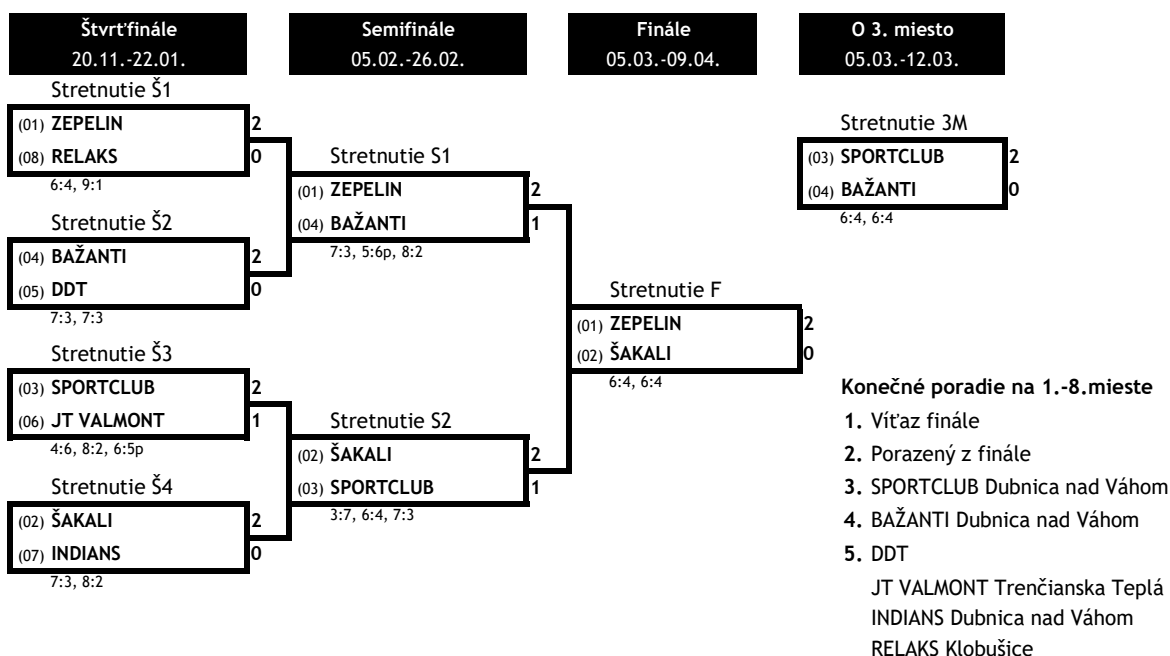 Štvrťfinále
20.11.-22.01.
Semifinále
05.02.-26.02.
Finále
05.03.-09.04.
O 3. miesto
05.03.-12.03.
Stretnutie Š1
(01) ZEPELIN 2
(08) RELAKS 0
6:4, 9:1
Stretnutie Š2
(04) BAŽANTI 2
(05) DDT 0
7:3, 7:3
Stretnutie Š3
(03) SPORTCLUB 2
(06) JT VALMONT 1
4:6, 8:2, 6:5p
Stretnutie Š4
(02) ŠAKALI 2
(07) INDIANS 0
7:3, 8:2
Stretnutie S1
(01) ZEPELIN 2
(04) BAŽANTI 1
7:3, 5:6p, 8:2
Stretnutie S2
(02) ŠAKALI 2
(03) SPORTCLUB 1
3:7, 6:4, 7:3
Stretnutie F
(01) ZEPELIN 2
(02) ŠAKALI 0
6:4, 6:4
Stretnutie 3M
(03) SPORTCLUB 2
(04) BAŽANTI 0
6:4, 6:4
Konečné poradie na 1.-8.mieste
1. Víťaz finále
2. Porazený z finále
3. SPORTCLUB Dubnica nad Váhom
4. BAŽANTI Dubnica nad Váhom
5. DDT
JT VALMONT Trenčianska Teplá
INDIANS Dubnica nad Váhom
RELAKS Klobušice